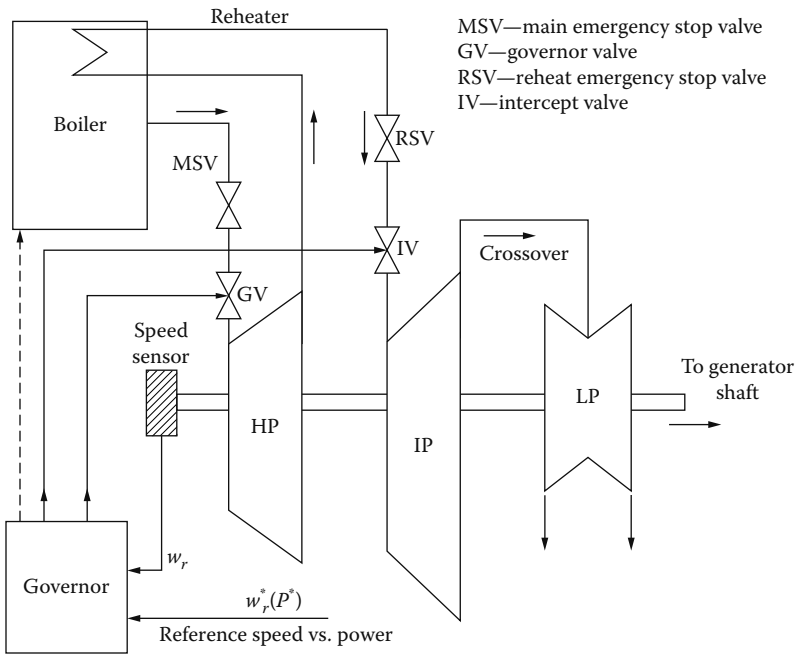 Reheater
MSV—main emergency stop valve
GV—governor valve
RSV—reheat emergency stop valve
IV—intercept valve
Boiler
MSV
RSV
IV
Crossover
GV
Speed
sensor
To generator
shaft
HP
IP
LP
Governor
w_r
w_r^*(P^*)
Reference speed vs. power